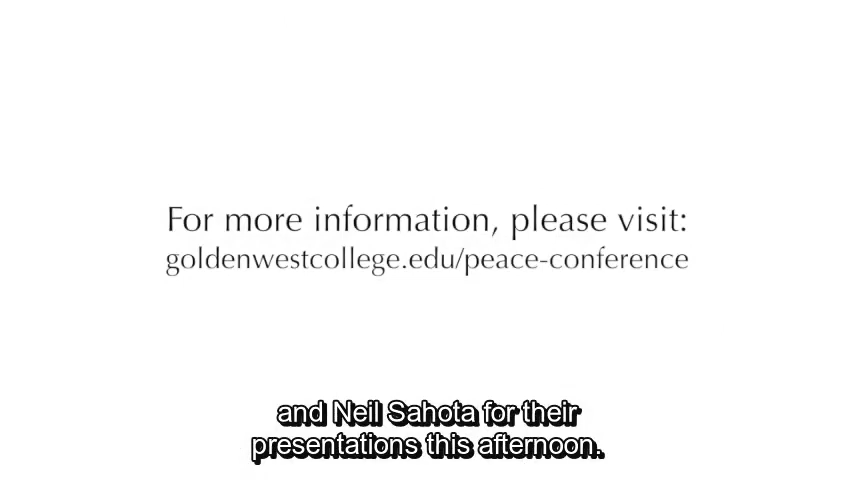 For more information, please visit:
goldenwestcollege.edu/peace-conference
and Neil Sahota for their
presentations this afternoon.